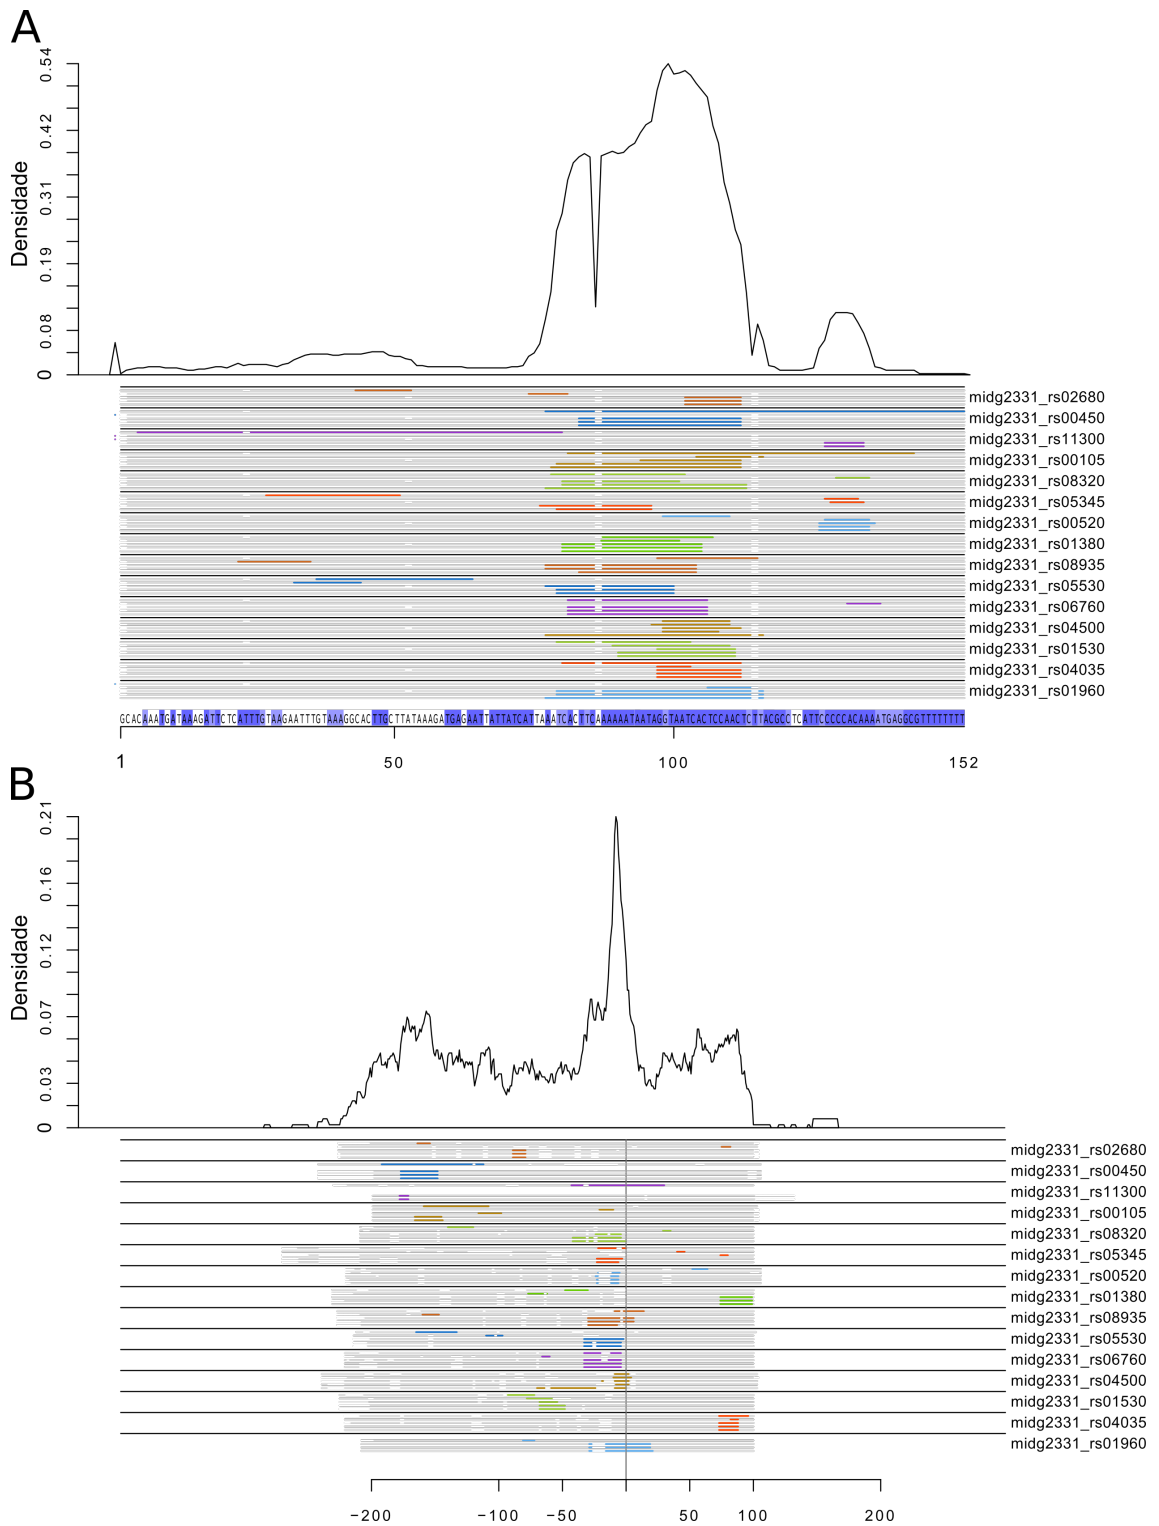 A
Densidade
0
0.08
0.19
0.31
0.42
0.54
midg2331_rs02680
midg2331_rs00450
midg2331_rs11300
midg2331_rs00105
midg2331_rs08320
midg2331_rs05345
midg2331_rs00520
midg2331_rs01380
midg2331_rs08935
midg2331_rs05530
midg2331_rs06760
midg2331_rs04500
midg2331_rs01530
midg2331_rs04035
midg2331_rs01960
GCACAAATGATAAAGATTCTCATTTGTAAGAATTTGTAAAGGCACTTGCTTATAAAGATGAGAATTATTATCATTAAATCACTTCAAAAAAATAATAGGTAATCACTCCAACTCTTACGCCTCATTCCCCCACAAAATGAGGCGTTTTTTTT
1 50 100 152
B
Densidade
0
0.03
0.07
0.12
0.16
0.21
midg2331_rs02680
midg2331_rs00450
midg2331_rs11300
midg2331_rs00105
midg2331_rs08320
midg2331_rs05345
midg2331_rs00520
midg2331_rs01380
midg2331_rs08935
midg2331_rs05530
midg2331_rs06760
midg2331_rs04500
midg2331_rs01530
midg2331_rs04035
midg2331_rs01960
−200 −100 −50 50 100 200